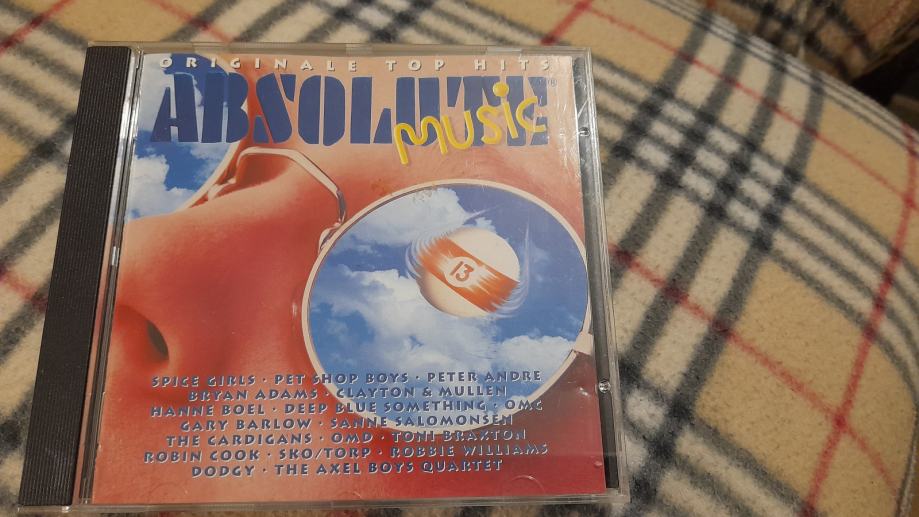 ORIGINALE TOP HITS
ABSOLUTE®
music
13
SPICE GIRLS · PET SHOP BOYS · PETER ANDRE
BRYAN ADAMS · CLAYTON & MULLEN
HANNE BOEL · DEEP BLUE SOMETHING · OMC
GARY BARLOW · SANNE SALOMONSEN
THE CARDIGANS · OMD · TONI BRAXTON
ROBIN COOK · SKO/TORP · ROBBIE WILLIAMS
DODGY · THE AXEL BOYS QUARTET